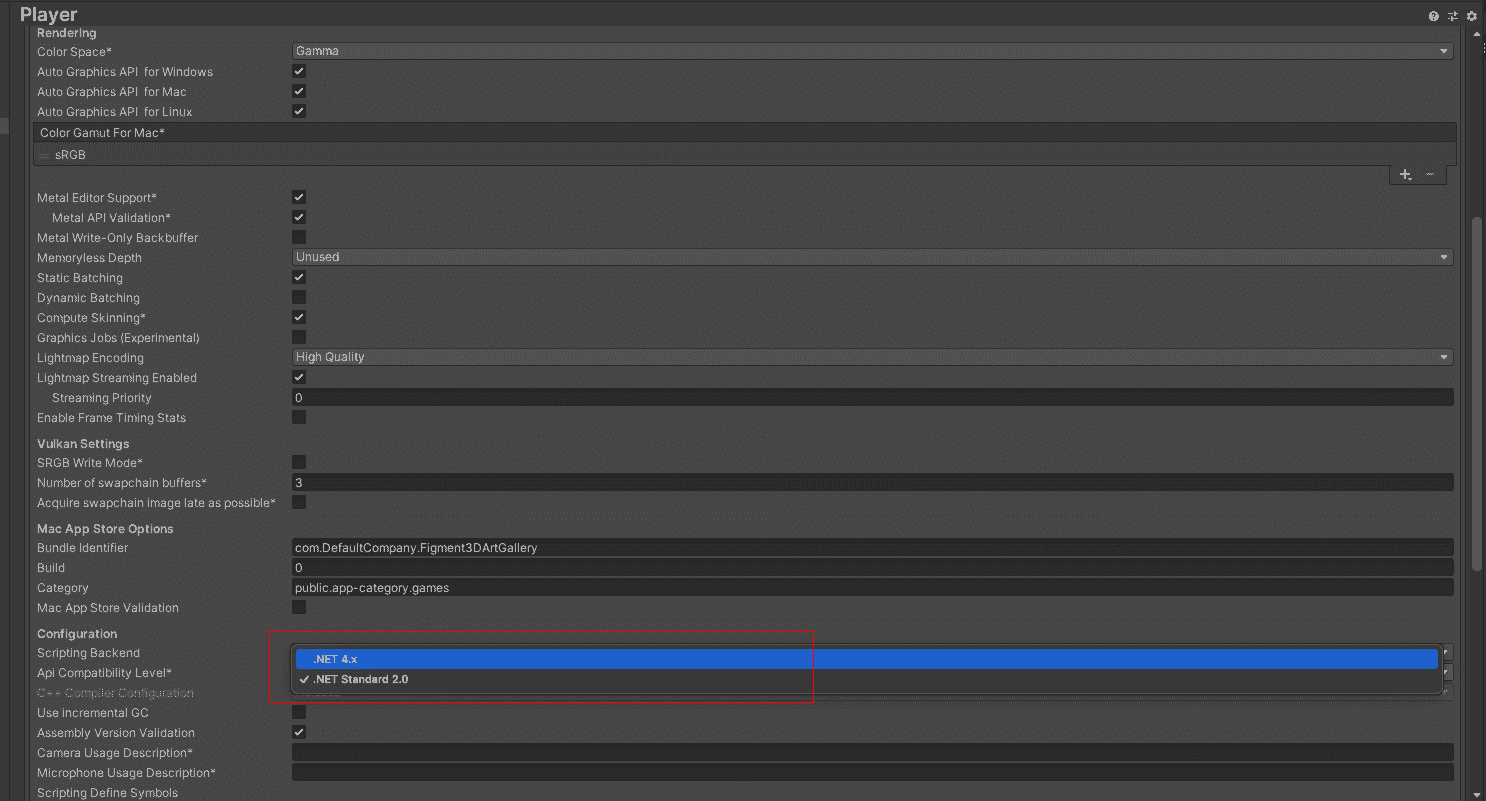 Player
Rendering
Color Space* Gamma
Auto Graphics API for Windows
Auto Graphics API for Mac
Auto Graphics API for Linux
Color Gamut For Mac*
sRGB
Metal Editor Support*
Metal API Validation*
Metal Write-Only Backbuffer
Memoryless Depth Unused
Static Batching
Dynamic Batching
Compute Skinning*
Graphics Jobs (Experimental)
Lightmap Encoding High Quality
Lightmap Streaming Enabled
Streaming Priority 0
Enable Frame Timing Stats
Vulkan Settings
SRGB Write Mode*
Number of swapchain buffers* 3
Acquire swapchain image late as possible*
Mac App Store Options
Bundle Identifier com.DefaultCompany.Figment3DArtGallery
Build 0
Category public.app-category.games
Mac App Store Validation
Configuration
Scripting Backend
.NET 4.x
Api Compatibility Level*
.NET Standard 2.0
C++ Compiler Configuration
Use incremental GC
Assembly Version Validation
Camera Usage Description*
Microphone Usage Description*
Scripting Define Symbols